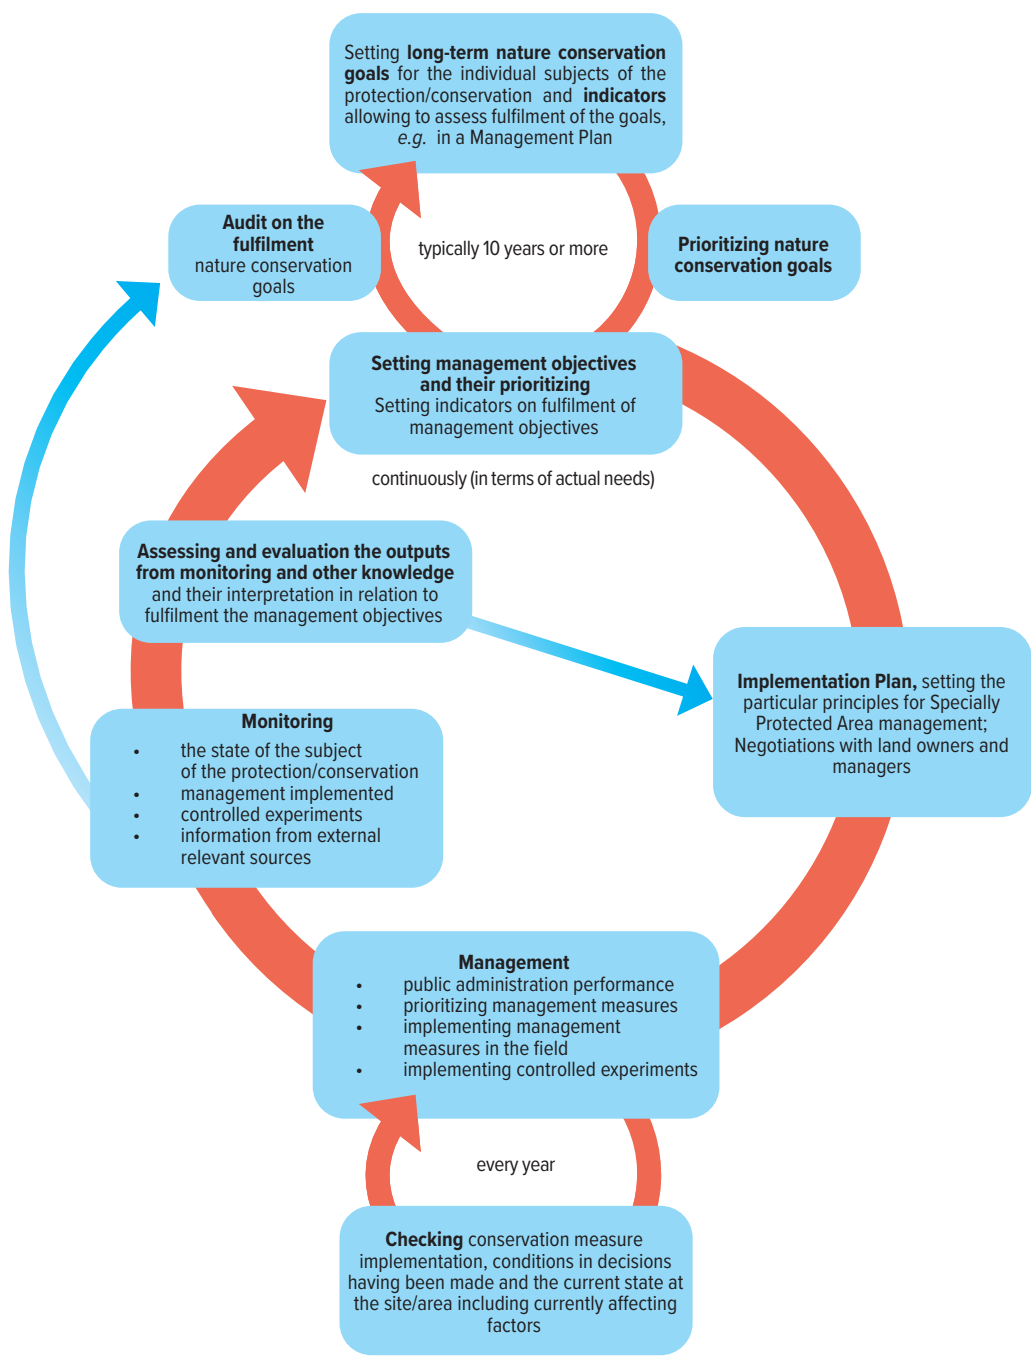 Setting long-term nature conservation
goals for the individual subjects of the
protection/conservation and indicators
allowing to assess fulfilment of the goals,
e.g. in a Management Plan
Audit on the
fulfilment
nature conservation
goals
typically 10 years or more
Prioritizing nature
conservation goals
Setting management objectives
and their prioritizing
Setting indicators on fulfilment of
management objectives
continuously (in terms of actual needs)
Assessing and evaluation the outputs
from monitoring and other knowledge
and their interpretation in relation to
fulfilment the management objectives
Implementation Plan, setting the
particular principles for Specially
Protected Area management;
Negotiations with land owners and
managers
Monitoring
• the state of the subject
of the protection/conservation
• management implemented
• controlled experiments
• information from external
relevant sources
Management
• public administration performance
• prioritizing management measures
• implementing management
measures in the field
• implementing controlled experiments
every year
Checking conservation measure
implementation, conditions in decisions
having been made and the current state at
the site/area including currently affecting
factors